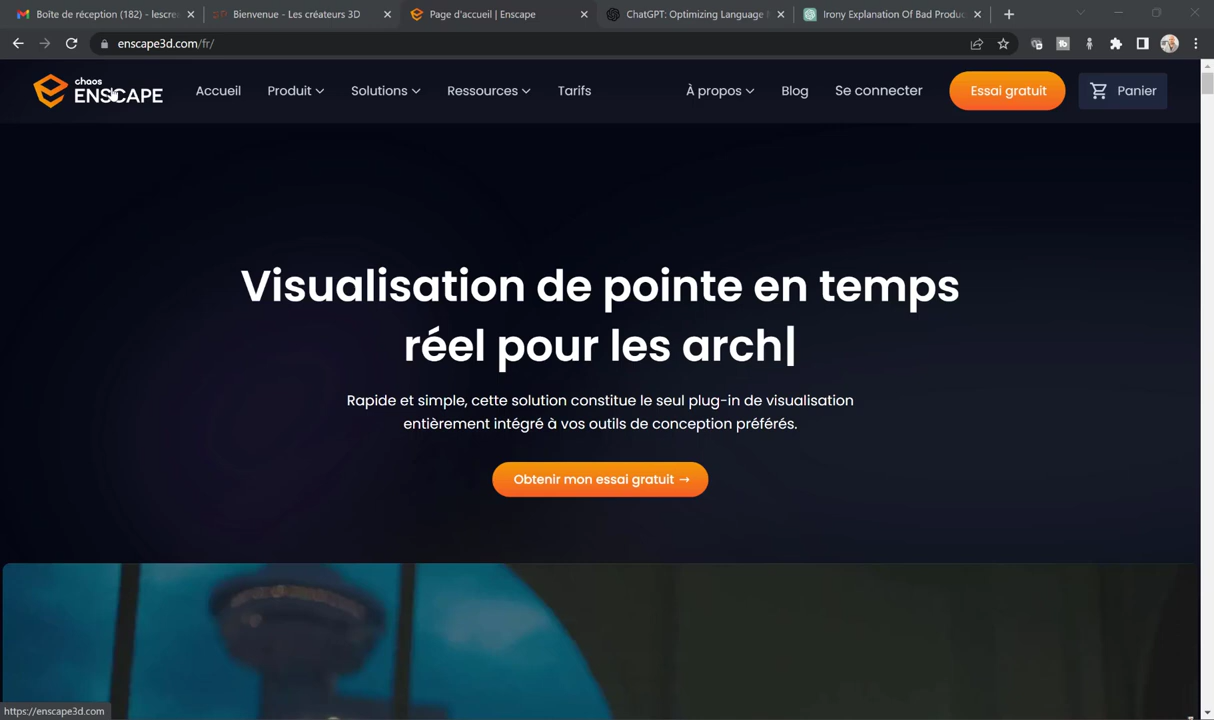 Boîte de réception (182) - lescre
Bienvenue - Les créateurs 3D
Page d'accueil | Enscape
ChatGPT: Optimizing Language
Irony Explanation Of Bad Produc
enscape3d.com/fr/
chaos
ENSCAPE
Accueil
Produit
Solutions
Ressources
Tarifs
À propos
Blog
Se connecter
Essai gratuit
Panier
Visualisation de pointe en temps
réel pour les arch|
Rapide et simple, cette solution constitue le seul plug-in de visualisation
entièrement intégré à vos outils de conception préférés.
Obtenir mon essai gratuit →
https://enscape3d.com